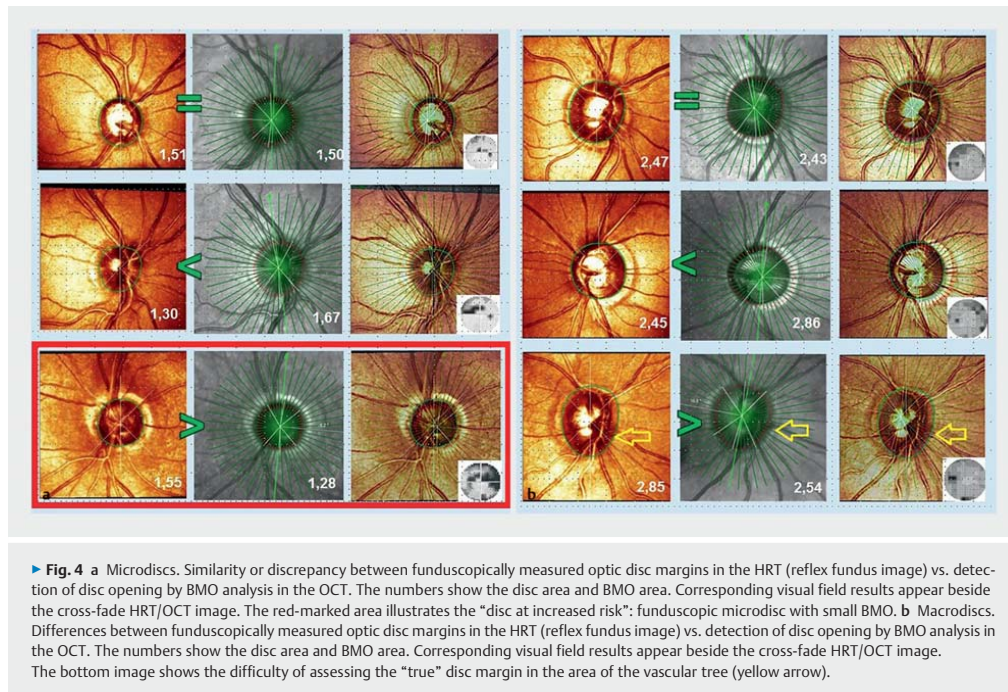 =
1,51
1,50
=
2,47
2,43
<
1,30
1,67
<
2,45
2,86
>
1,55
1,28
a
>
2,85
2,54
b
► Fig. 4 a Microdiscs. Similarity or discrepancy between funduscopically measured optic disc margins in the HRT (reflex fundus image) vs. detec-
tion of disc opening by BMO analysis in the OCT. The numbers show the disc area and BMO area. Corresponding visual field results appear beside
the cross-fade HRT/OCT image. The red-marked area illustrates the “disc at increased risk”: funduscopic microdisc with small BMO. b Macrodiscs.
Differences between funduscopically measured optic disc margins in the HRT (reflex fundus image) vs. detection of disc opening by BMO analysis in
the OCT. The numbers show the disc area and BMO area. Corresponding visual field results appear beside the cross-fade HRT/OCT image.
The bottom image shows the difficulty of assessing the “true” disc margin in the area of the vascular tree (yellow arrow).